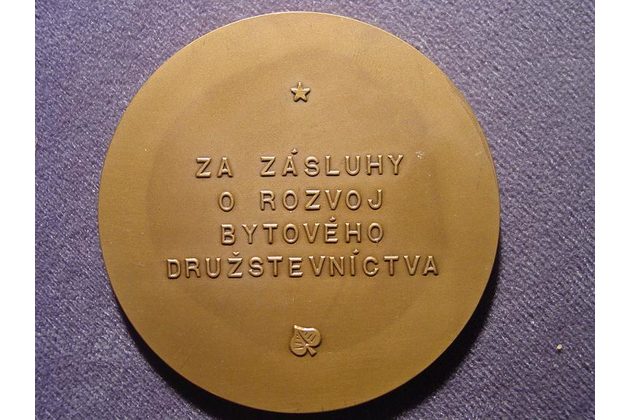 ZA ZÁSLUHY
O ROZVOJ
BYTOVÉHO
DRUŽSTEVNÍCTVA